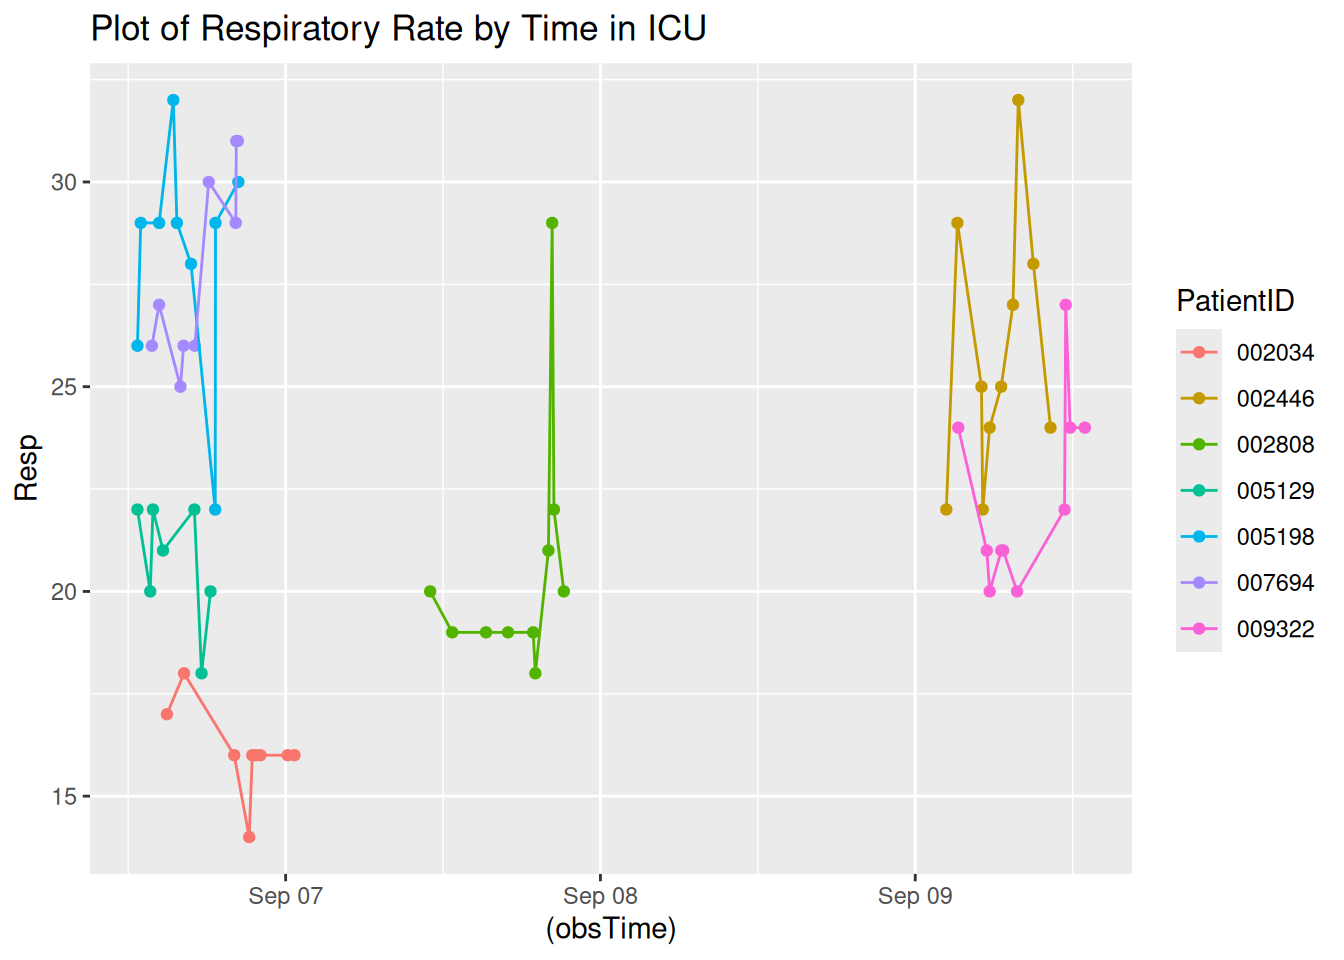 Plot of Respiratory Rate by Time in ICU
30
25
20
15
Resp
Sep 07
Sep 08
Sep 09
(obsTime)
PatientID
002034
002446
002808
005129
005198
007694
009322